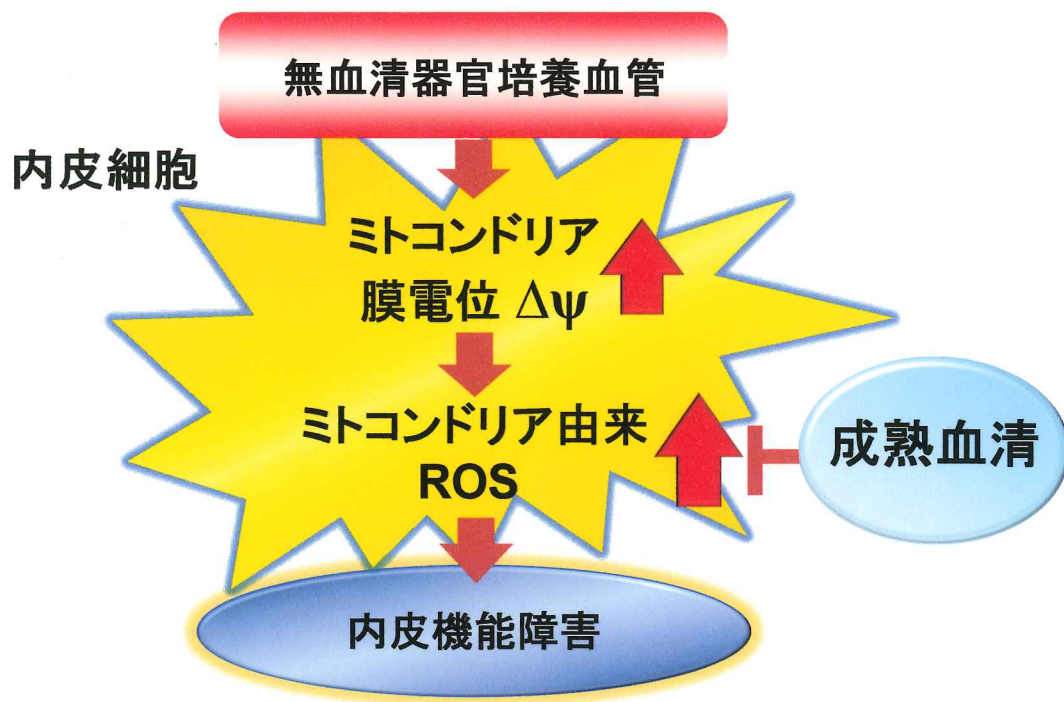 無血清器官培養血管
内皮細胞
ミトコンドリア
膜電位 Δψ
ミトコンドリア由来
ROS
成熟血清
内皮機能障害